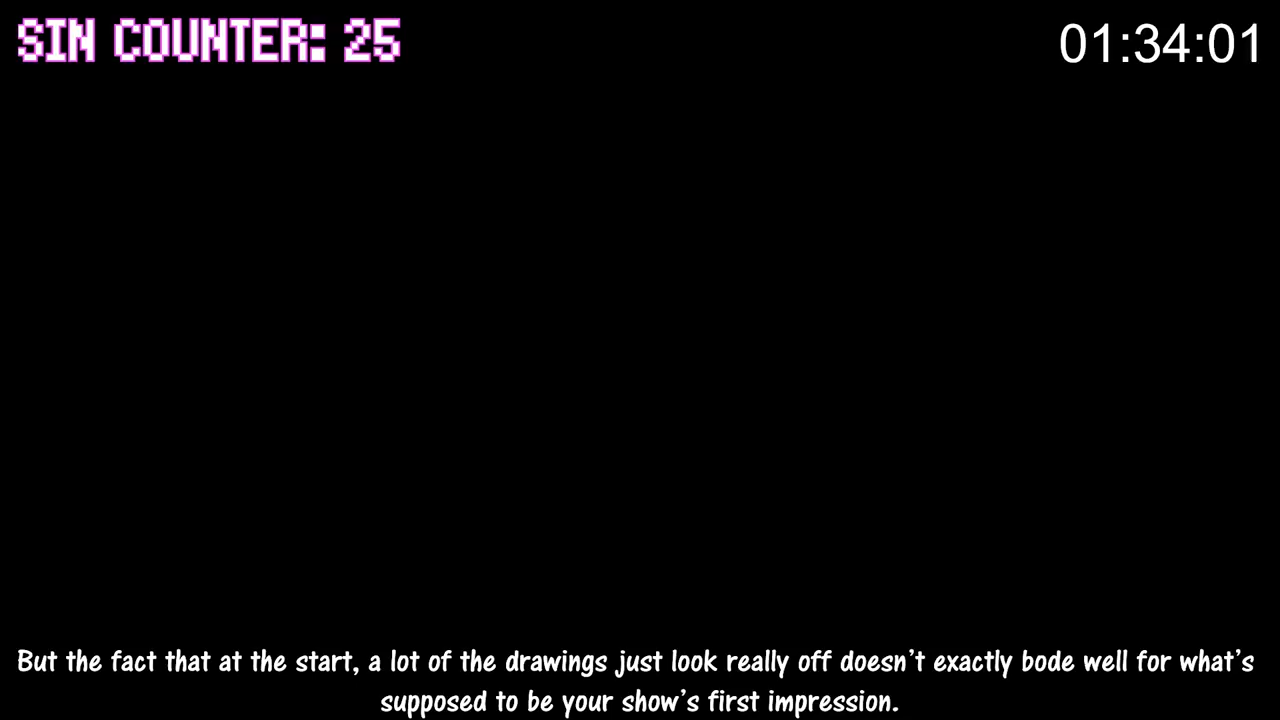 SIN COUNTER: 25
01:34:01
But the fact that at the start, a lot of the drawings just look really off doesn't exactly bode well for what's
supposed to be your show's first impression.